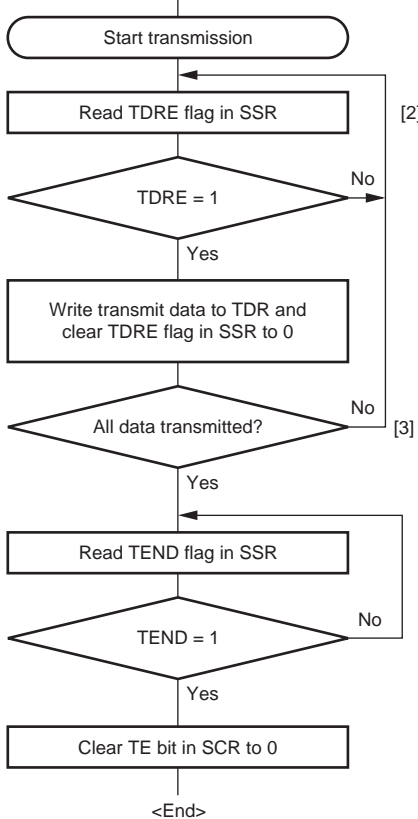 Start transmission
Read TDRE flag in SSR
[2]
TDRE = 1
No
Yes
Write transmit data to TDR and
clear TDRE flag in SSR to 0
All data transmitted?
No
[3]
Yes
Read TEND flag in SSR
TEND = 1
No
Yes
Clear TE bit in SCR to 0
<End>